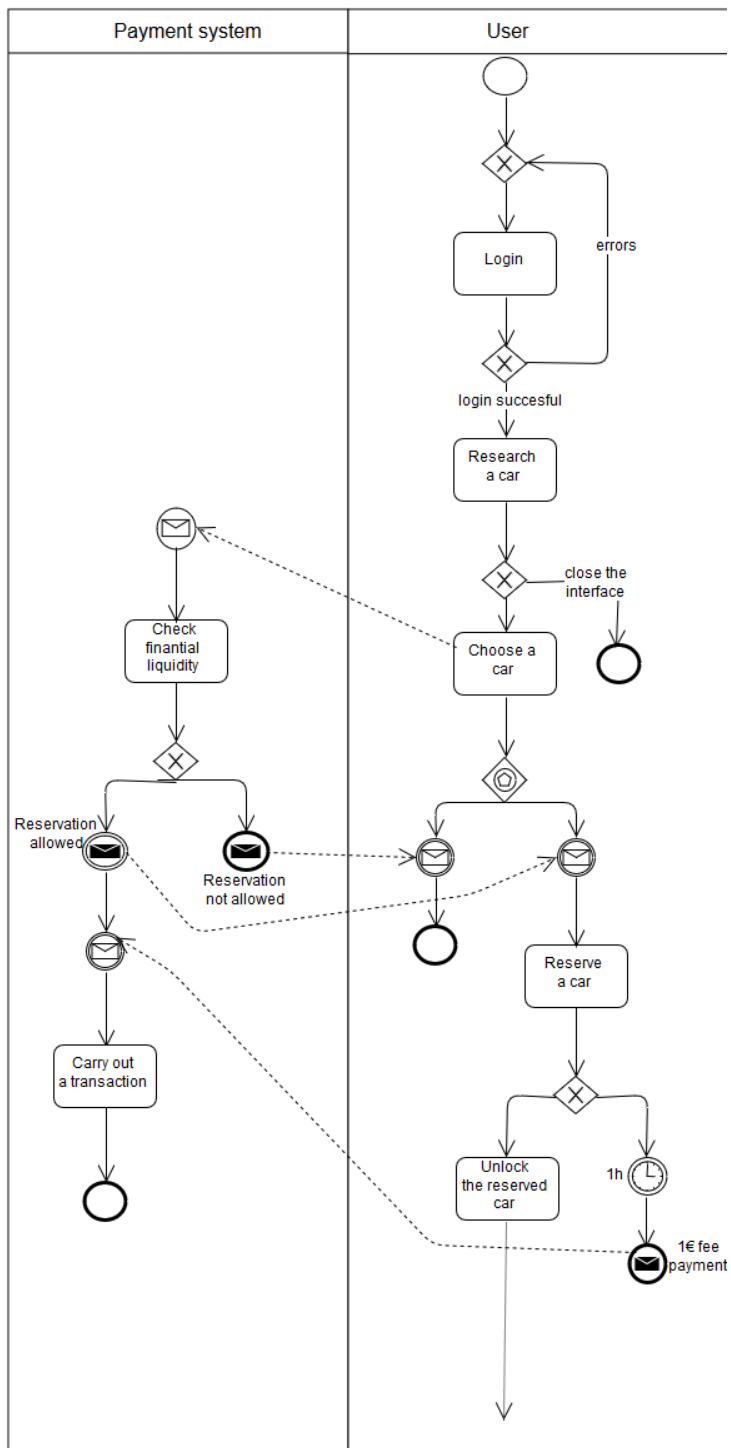 Payment system
User
Login
errors
login succesful
Research
a car
close the
interface
Check
finantial
liquidity
Choose a
car
Reservation
allowed
Reservation
not allowed
Reserve
a car
Carry out
a transaction
Unlock
the reserved
car
1h
1€ fee
payment